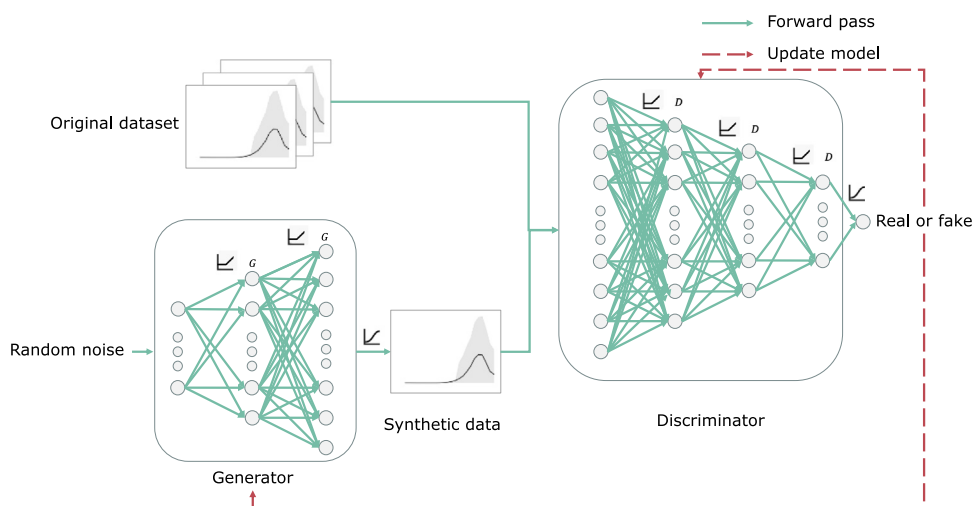 Forward pass
Update model
Original dataset
D
D
D
Real or fake
G
G
Random noise
Synthetic data
Discriminator
Generator